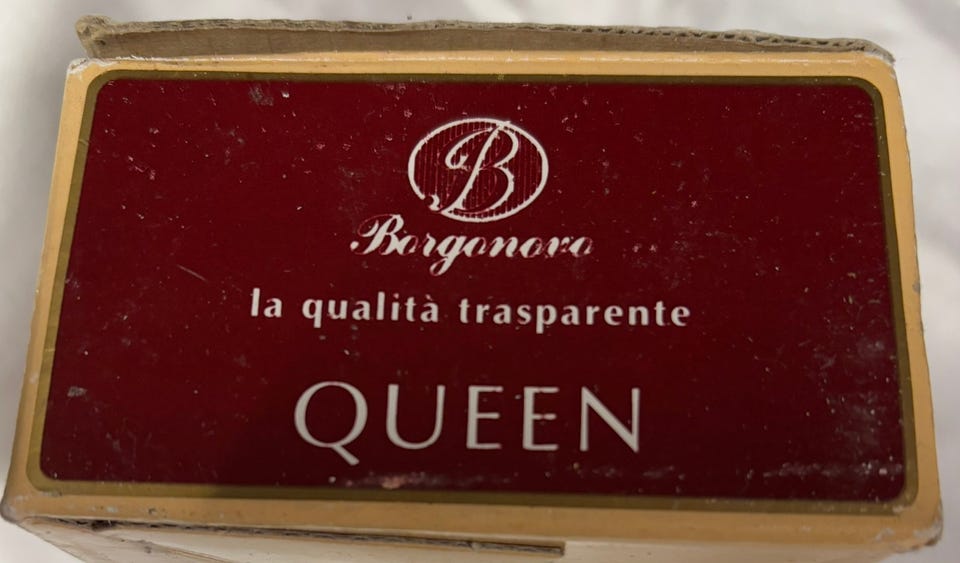 B
Borgonovo
la qualità trasparente
QUEEN